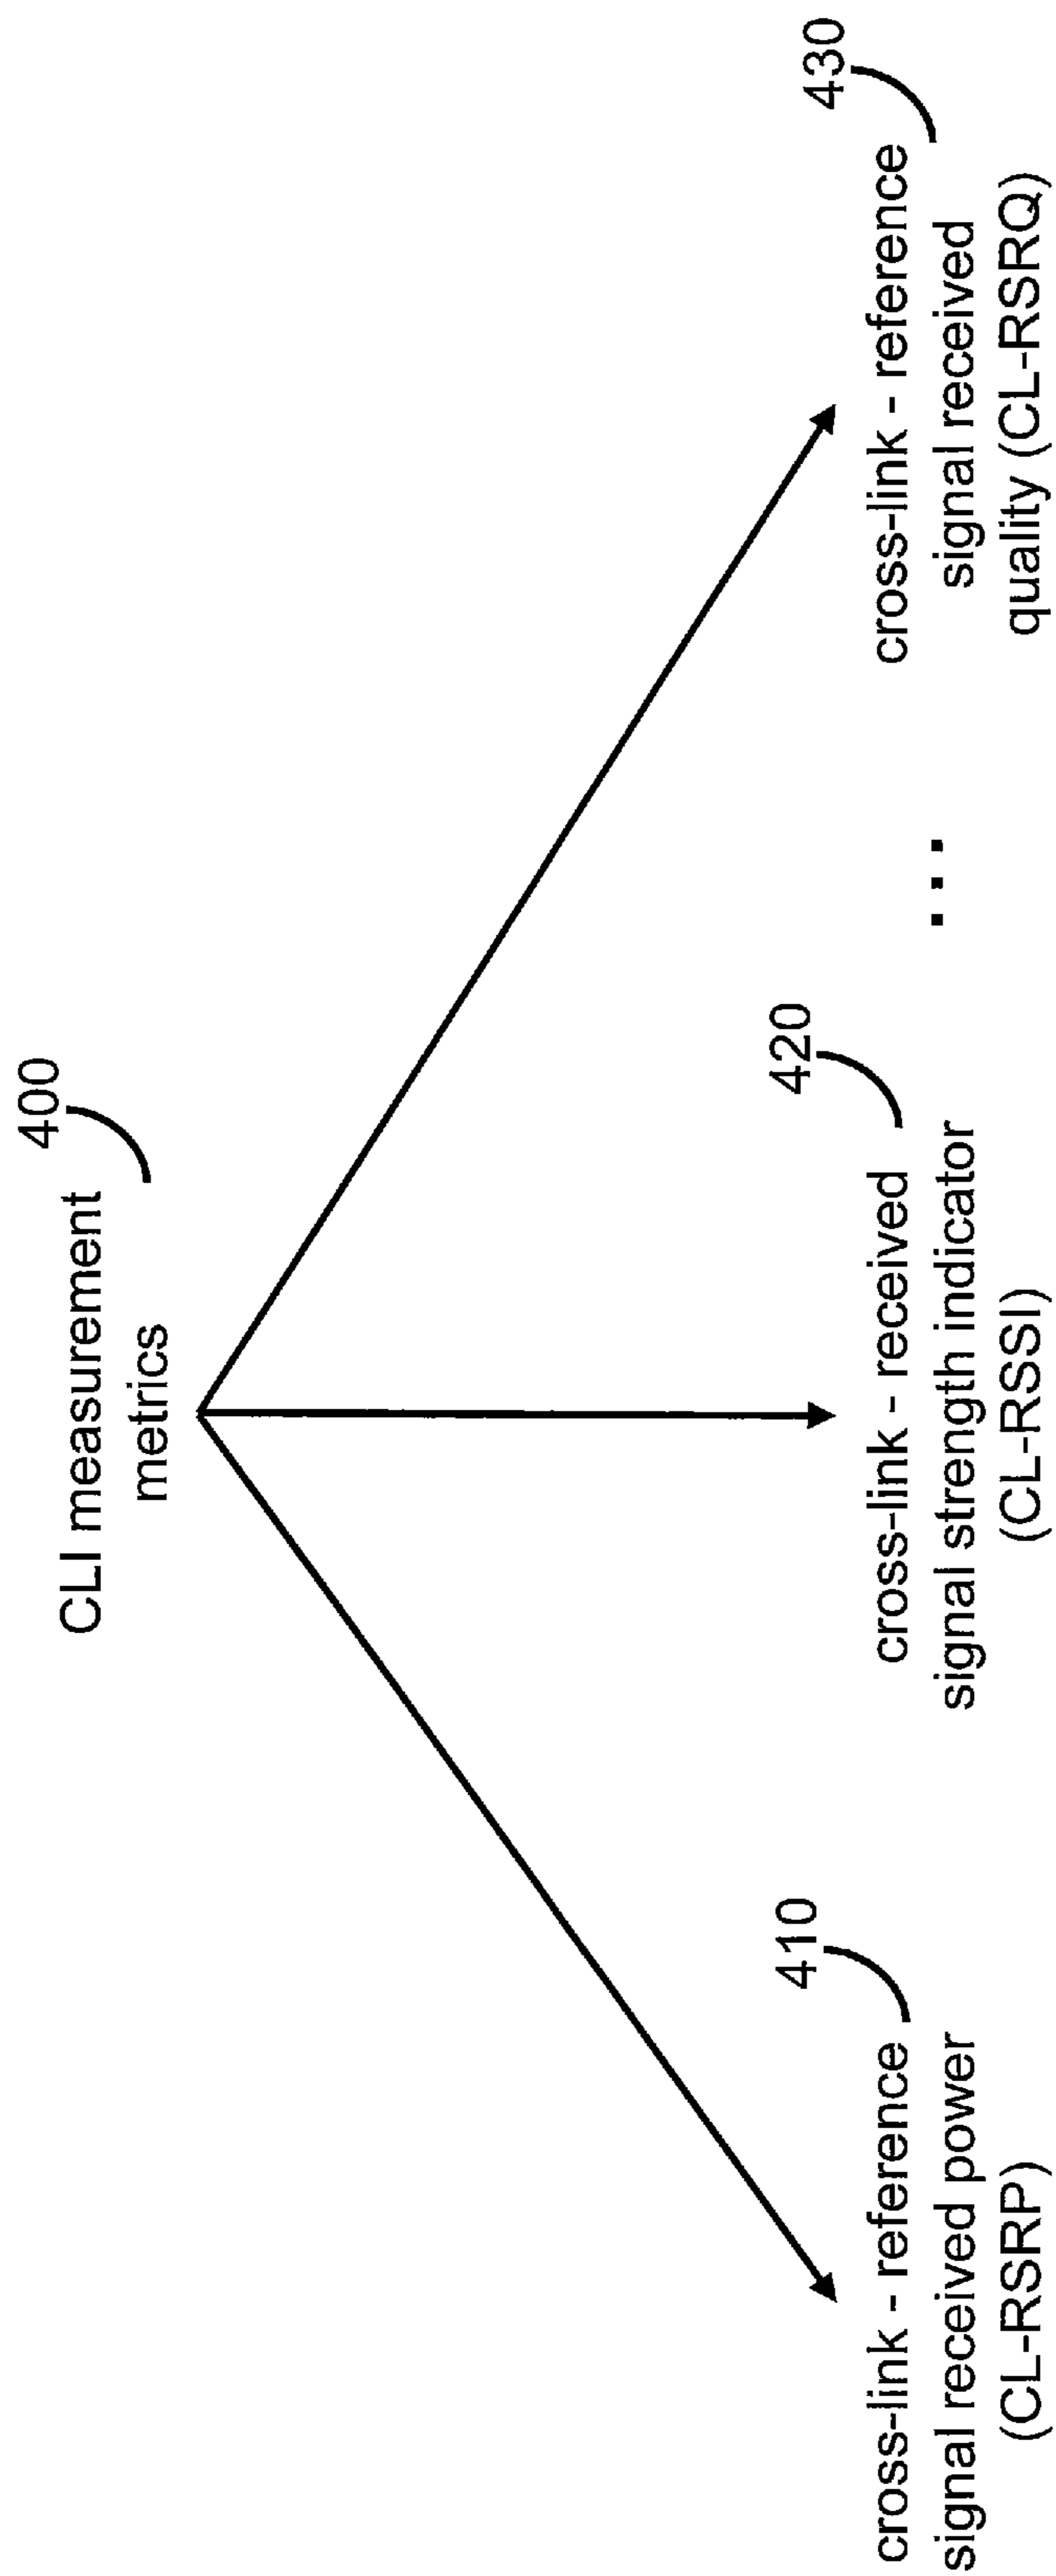 400
CLI measurement
metrics
410
cross-link - reference
signal received power
(CL-RSRP)
420
cross-link - received
signal strength indicator
(CL-RSSI)
...
430
cross-link - reference
signal received
quality (CL-RSRQ)